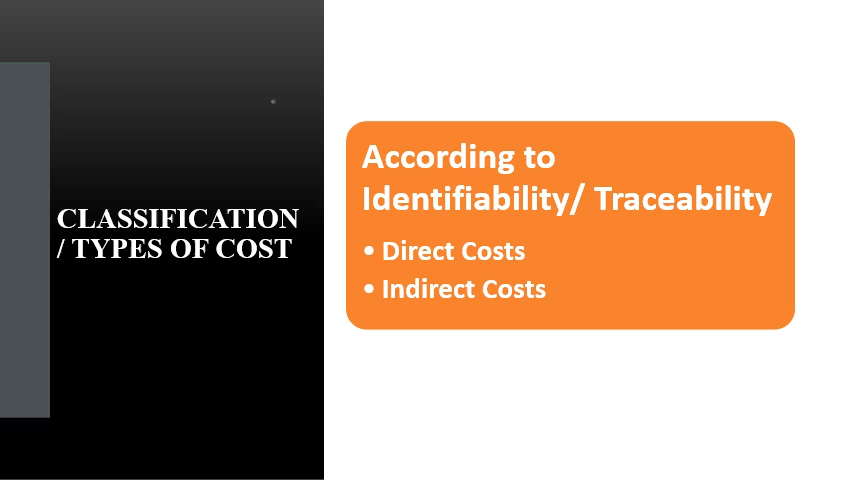 CLASSIFICATION
/ TYPES OF COST
According to
Identifiability/ Traceability
• Direct Costs
• Indirect Costs